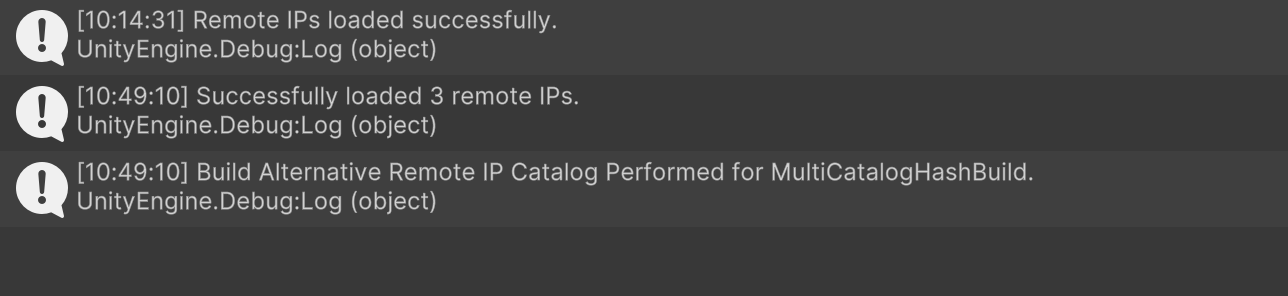 [10:14:31] Remote IPs loaded successfully.
UnityEngine.Debug:Log (object)
[10:49:10] Successfully loaded 3 remote IPs.
UnityEngine.Debug:Log (object)
[10:49:10] Build Alternative Remote IP Catalog Performed for MultiCatalogHashBuild.
UnityEngine.Debug:Log (object)